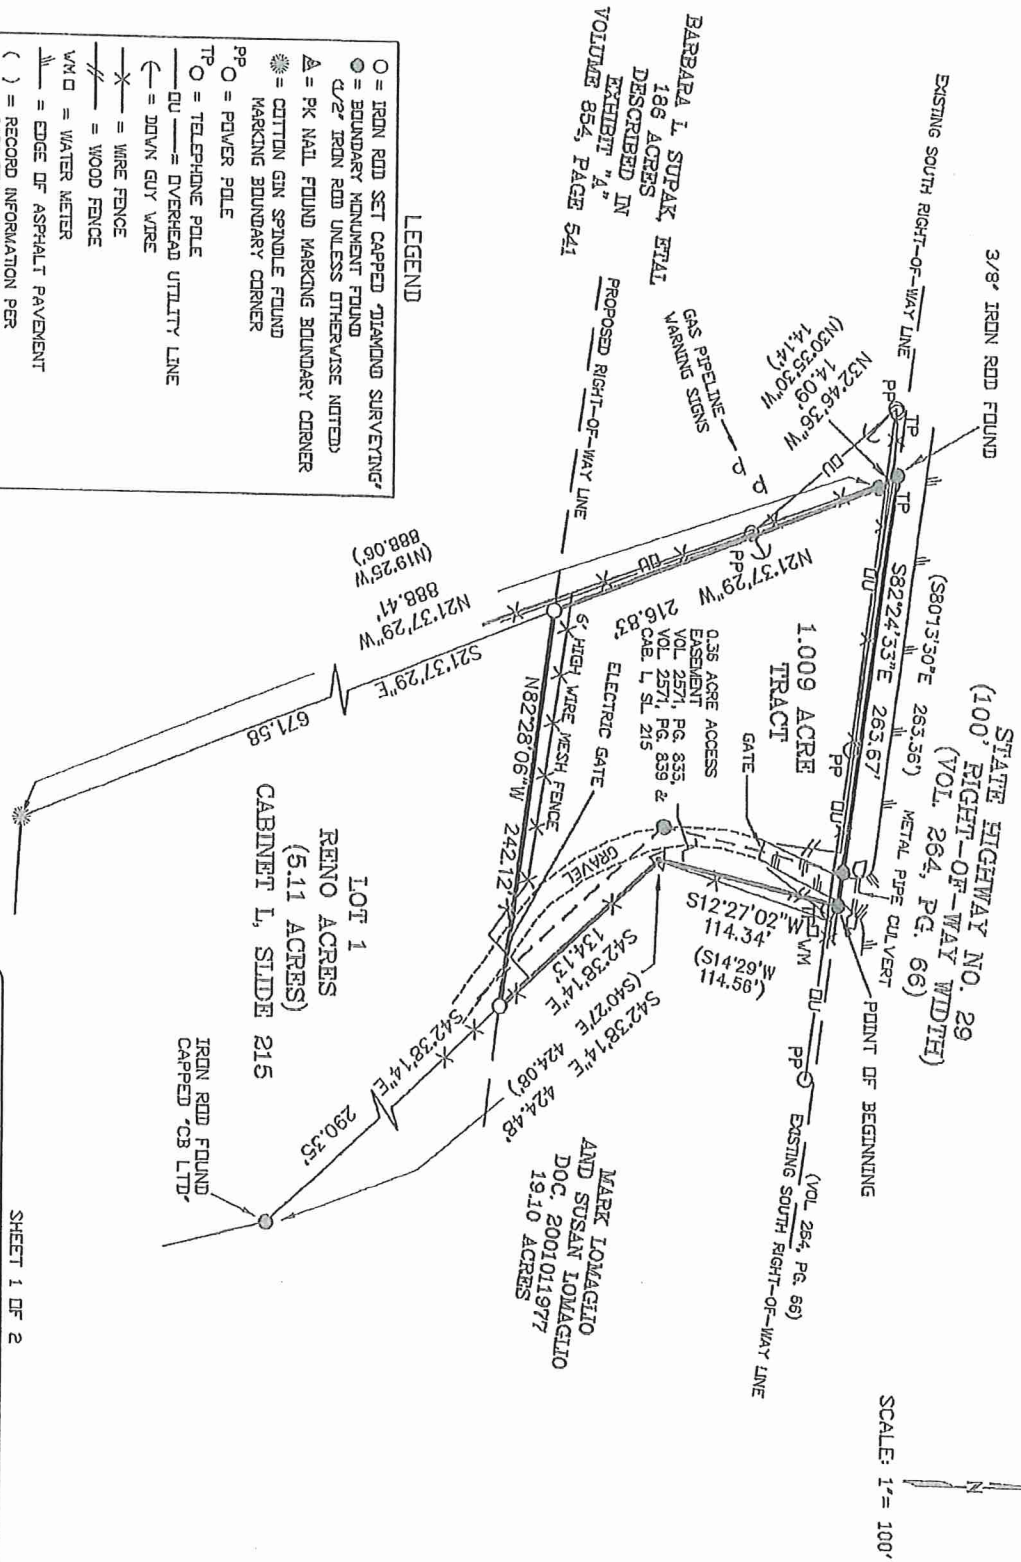 STATE HIGHWAY NO. 29
(100' RIGHT-OF-WAY WIDTH)
(VOL. 264, PG. 66)
SCALE: 1"= 100'
N
3/8" IRON ROD FOUND
EXISTING SOUTH RIGHT-OF-WAY LINE
(S80°13'30"E 263.36')
S82°24'33"E 263.67'
METAL PIPE CULVERT
POINT OF BEGINNING
(VOL 264, PG. 66)
EXISTING SOUTH RIGHT-OF-WAY LINE
TP
TP
PP
PP
PP
PP
OU
OU
OU
OU
OU
WM
N32°46'36"W
14.09'
(N30°35'30"W
14.14')
BARBARA L SUPAK, ETAL
186 ACRES
DESCRIBED IN
EXHIBIT "A"
VOLUME 854, PAGE 541
GAS PIPELINE
WARNING SIGNS
PROPOSED RIGHT-OF-WAY LINE
1.009 ACRE
TRACT
GATE
0.36 ACRE ACCESS
EASEMENT
VOL 2571, PG. 833,
VOL 2571, PG. 839 &
CAB. L, SL 215
N21°37'29"W
216.83'
ELECTRIC GATE
6' HIGH WIRE MESH FENCE
N82°28'06"W 242.12'
GRAVEL
S12°27'02"W
114.34'
(S14°29'W
114.56')
S42°38'14"E
134.13'
S42°38'14"E 424.48'
(S40°27'E 424.08')
S42°38'14"E
290.35'
N21°37'29"W
888.41'
(N19°25'W
888.06')
S21°37'29"E
671.58
LOT 1
RENO ACRES
(5.11 ACRES)
CABINET L, SLIDE 215
MARK LOMAGLIO
AND SUSAN LOMAGLIO
DOC. 2001011977
19.10 ACRES
IRON ROD FOUND
CAPPED "CB LTD"
LEGEND
O = IRON ROD SET CAPPED "DIAMOND SURVEYING"
= BOUNDARY MONUMENT FOUND
(1/2" IRON ROD UNLESS OTHERWISE NOTED)
= PK NAIL FOUND MARKING BOUNDARY CORNER
= COTTON GIN SPINDLE FOUND
MARKING BOUNDARY CORNER
PP = POWER POLE
TP = TELEPHONE POLE
OU = OVERHEAD UTILITY LINE
= DOWN GUY WIRE
= WIRE FENCE
= WOOD FENCE
WM = WATER METER
= EDGE OF ASPHALT PAVEMENT
( ) = RECORD INFORMATION PER
SHEET 1 OF 2